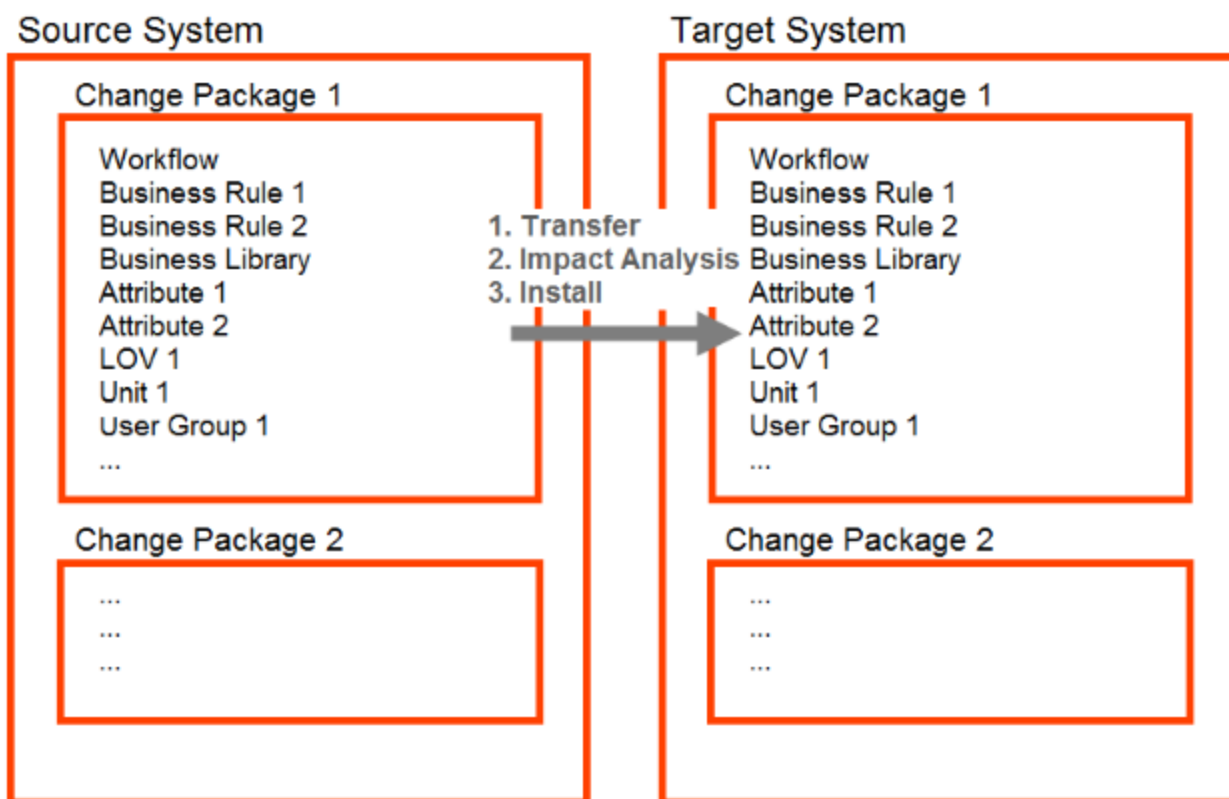 Source System
Change Package 1
Workflow
Business Rule 1
Business Rule 2
Business Library
Attribute 1
Attribute 2
LOV 1
Unit 1
User Group 1
...
Change Package 2
...
...
...
1. Transfer
2. Impact Analysis
3. Install
Target System
Change Package 1
Workflow
Business Rule 1
Business Rule 2
Business Library
Attribute 1
Attribute 2
LOV 1
Unit 1
User Group 1
...
Change Package 2
...
...
...